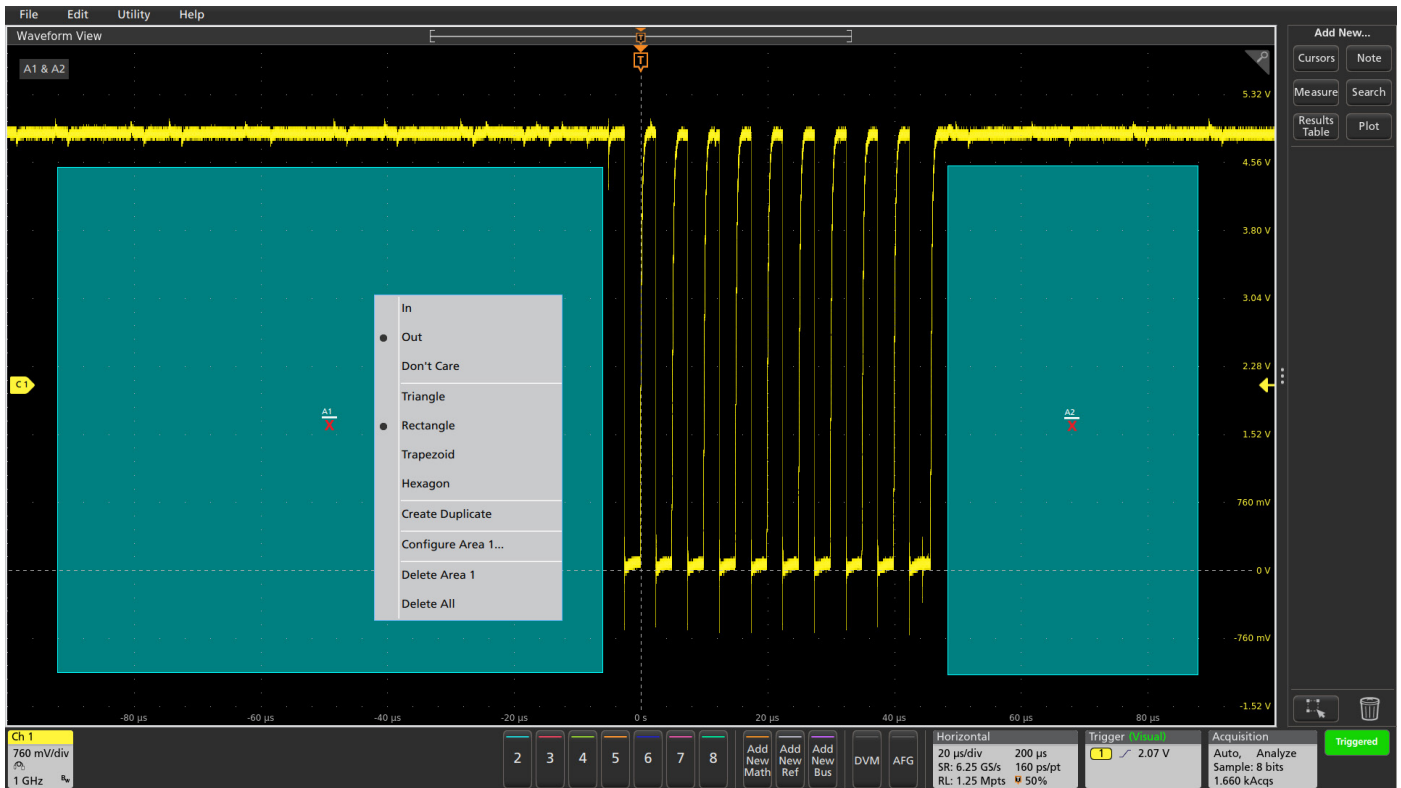 File Edit Utility Help
Waveform View
T
Add New...
A1 & A2
T
Cursors Note
Measure Search
Results Table Plot
5.32 V
4.56 V
3.80 V
3.04 V
2.28 V
1.52 V
760 mV
0 V
-760 mV
-1.52 V
In
Out
Don't Care
Triangle
Rectangle
Trapezoid
Hexagon
Create Duplicate
Configure Area 1...
Delete Area 1
Delete All
C1
A1
X
A2
X
-80 µs -60 µs -40 µs -20 µs 0 s 20 µs 40 µs 60 µs 80 µs
Ch 1
760 mV/div
1 GHz Bw
2 3 4 5 6 7 8
Add New Math
Add New Ref
Add New Bus
DVM AFG
Horizontal
20 µs/div 200 µs
SR: 6.25 GS/s 160 ps/pt
RL: 1.25 Mpts 50%
Trigger (Visual)
1 2.07 V
Acquisition
Auto, Analyze
Sample: 8 bits
1.660 kAcqs
Triggered